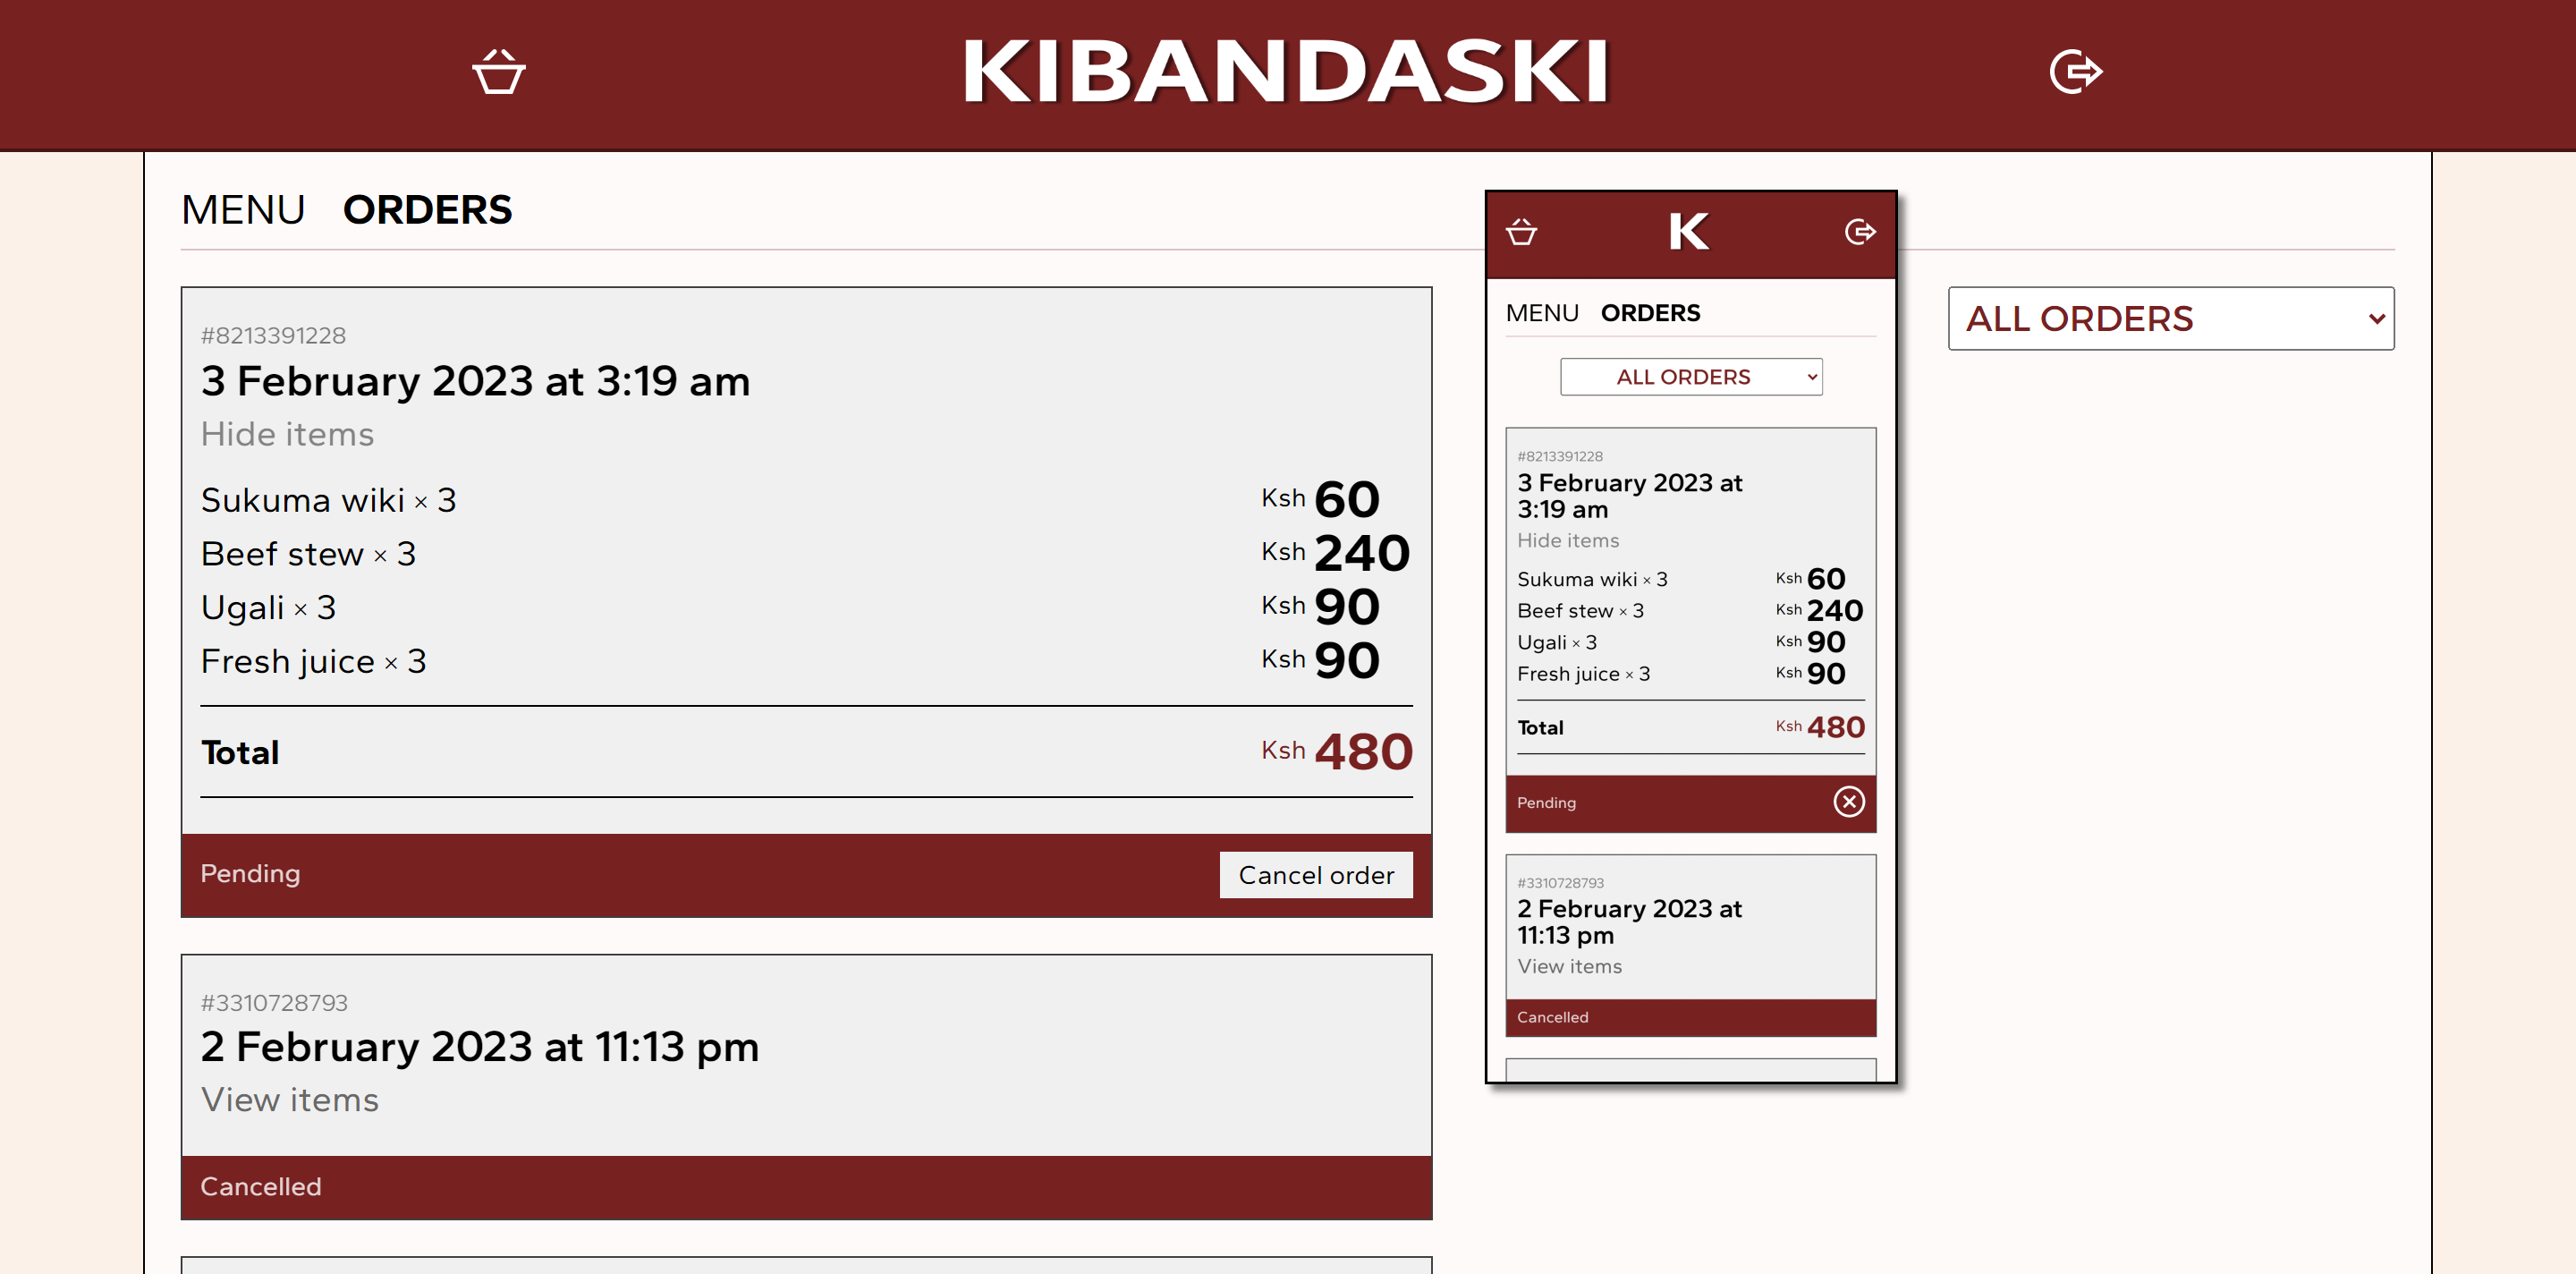 KIBANDASKI
MENU ORDERS
ALL ORDERS
#8213391228
3 February 2023 at 3:19 am
Hide items
Sukuma wiki × 3 Ksh 60
Beef stew × 3 Ksh 240
Ugali × 3 Ksh 90
Fresh juice × 3 Ksh 90
Total Ksh 480
Pending Cancel order
#3310728793
2 February 2023 at 11:13 pm
View items
Cancelled
K
MENU ORDERS
ALL ORDERS
#8213391228
3 February 2023 at
3:19 am
Hide items
Sukuma wiki × 3 Ksh 60
Beef stew × 3 Ksh 240
Ugali × 3 Ksh 90
Fresh juice × 3 Ksh 90
Total Ksh 480
Pending
#3310728793
2 February 2023 at
11:13 pm
View items
Cancelled